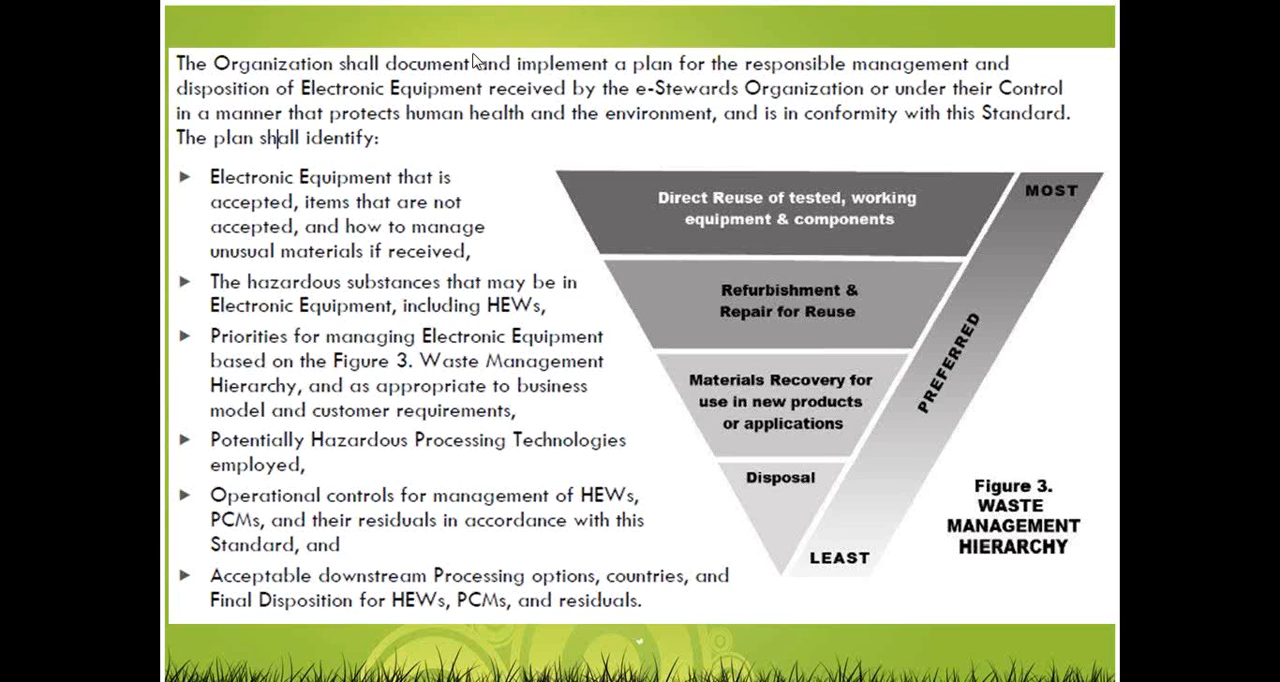 The Organization shall document and implement a plan for the responsible management and
disposition of Electronic Equipment received by the e-Stewards Organization or under their Control
in a manner that protects human health and the environment, and is in conformity with this Standard.
The plan shall identify:
Electronic Equipment that is
accepted, items that are not
accepted, and how to manage
unusual materials if received,
The hazardous substances that may be in
Electronic Equipment, including HEWs,
Priorities for managing Electronic Equipment
based on the Figure 3. Waste Management
Hierarchy, and as appropriate to business
model and customer requirements,
Potentially Hazardous Processing Technologies
employed,
Operational controls for management of HEWs,
PCMs, and their residuals in accordance with this
Standard, and
Acceptable downstream Processing options, countries, and
Final Disposition for HEWs, PCMs, and residuals.
Direct Reuse of tested, working
equipment & components
Refurbishment &
Repair for Reuse
Materials Recovery for
use in new products
or applications
Disposal
MOST
PREFERRED
LEAST
Figure 3.
WASTE
MANAGEMENT
HIERARCHY